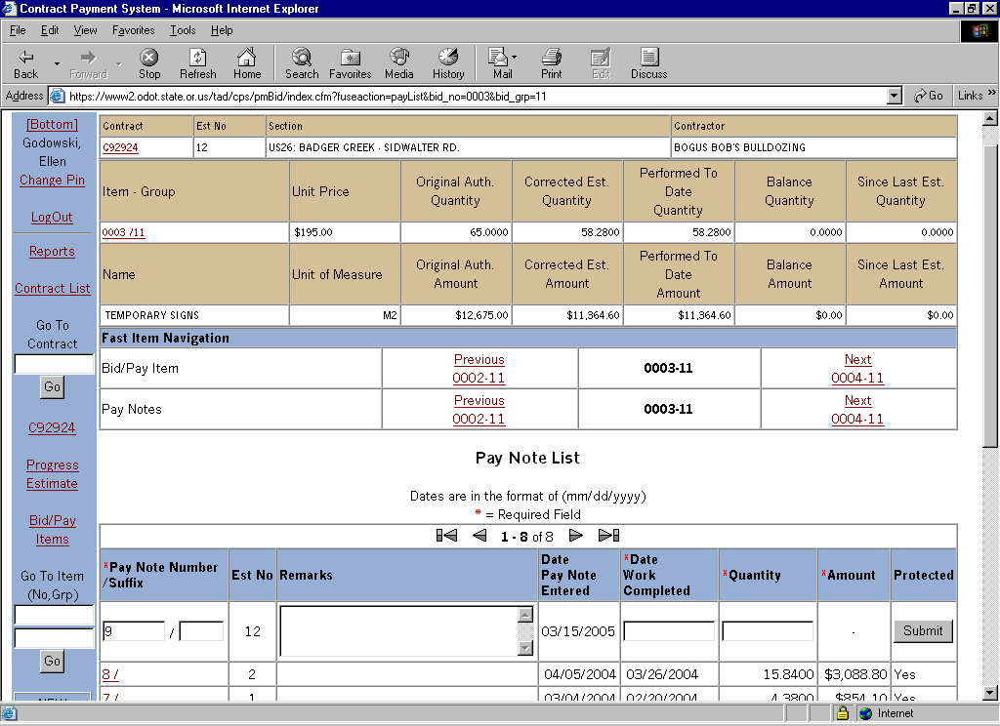 Contract Payment System - Microsoft Internet Explorer
File Edit View Favorites Tools Help
Back Forward Stop Refresh Home Search Favorites Media History Mail Print Edit Discuss
Address https://www2.odot.state.or.us/tad/cps/pmBid/index.cfm?fuseaction=payList&bid_no=0003&bid_grp=11 Go Links »
[Bottom]
Godowski,
Ellen
Change Pin
LogOut
Reports
Contract List
Go To
Contract
Go
C92924
Progress
Estimate
Bid/Pay
Items
Go To Item
(No,Grp)
Go
Contract Est No Section Contractor
C92924 12 US26: BADGER CREEK - SIDWALTER RD. BOGUS BOB'S BULLDOZING
Item - Group Unit Price Original Auth. Quantity Corrected Est. Quantity Performed To Date Quantity Balance Quantity Since Last Est. Quantity
0003 /11 $195.00 65.0000 58.2800 58.2800 0.0000 0.0000
Name Unit of Measure Original Auth. Amount Corrected Est. Amount Performed To Date Amount Balance Amount Since Last Est. Amount
TEMPORARY SIGNS M2 $12,675.00 $11,364.60 $11,364.60 $0.00 $0.00
Fast Item Navigation
Bid/Pay Item Previous 0002-11 0003-11 Next 0004-11
Pay Notes Previous 0002-11 0003-11 Next 0004-11
Pay Note List
Dates are in the format of (mm/dd/yyyy)
* = Required Field
1 - 8 of 8
*Pay Note Number /Suffix Est No Remarks Date Pay Note Entered *Date Work Completed *Quantity *Amount Protected
9 / 12 03/15/2005 - Submit
8 / 2 04/05/2004 03/26/2004 15.8400 $3,088.80 Yes
7 / 1 03/04/2004 02/20/2004 4.3800 $854.10 Yes
Internet